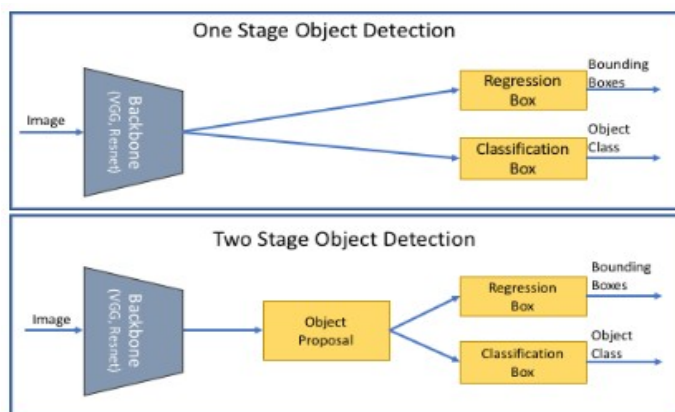 One Stage Object Detection
Image
Backbone
(VGG, Resnet)
Regression
Box
Bounding
Boxes
Classification
Box
Object
Class
Two Stage Object Detection
Image
Backbone
(VGG, Resnet)
Object
Proposal
Regression
Box
Bounding
Boxes
Classification
Box
Object
Class